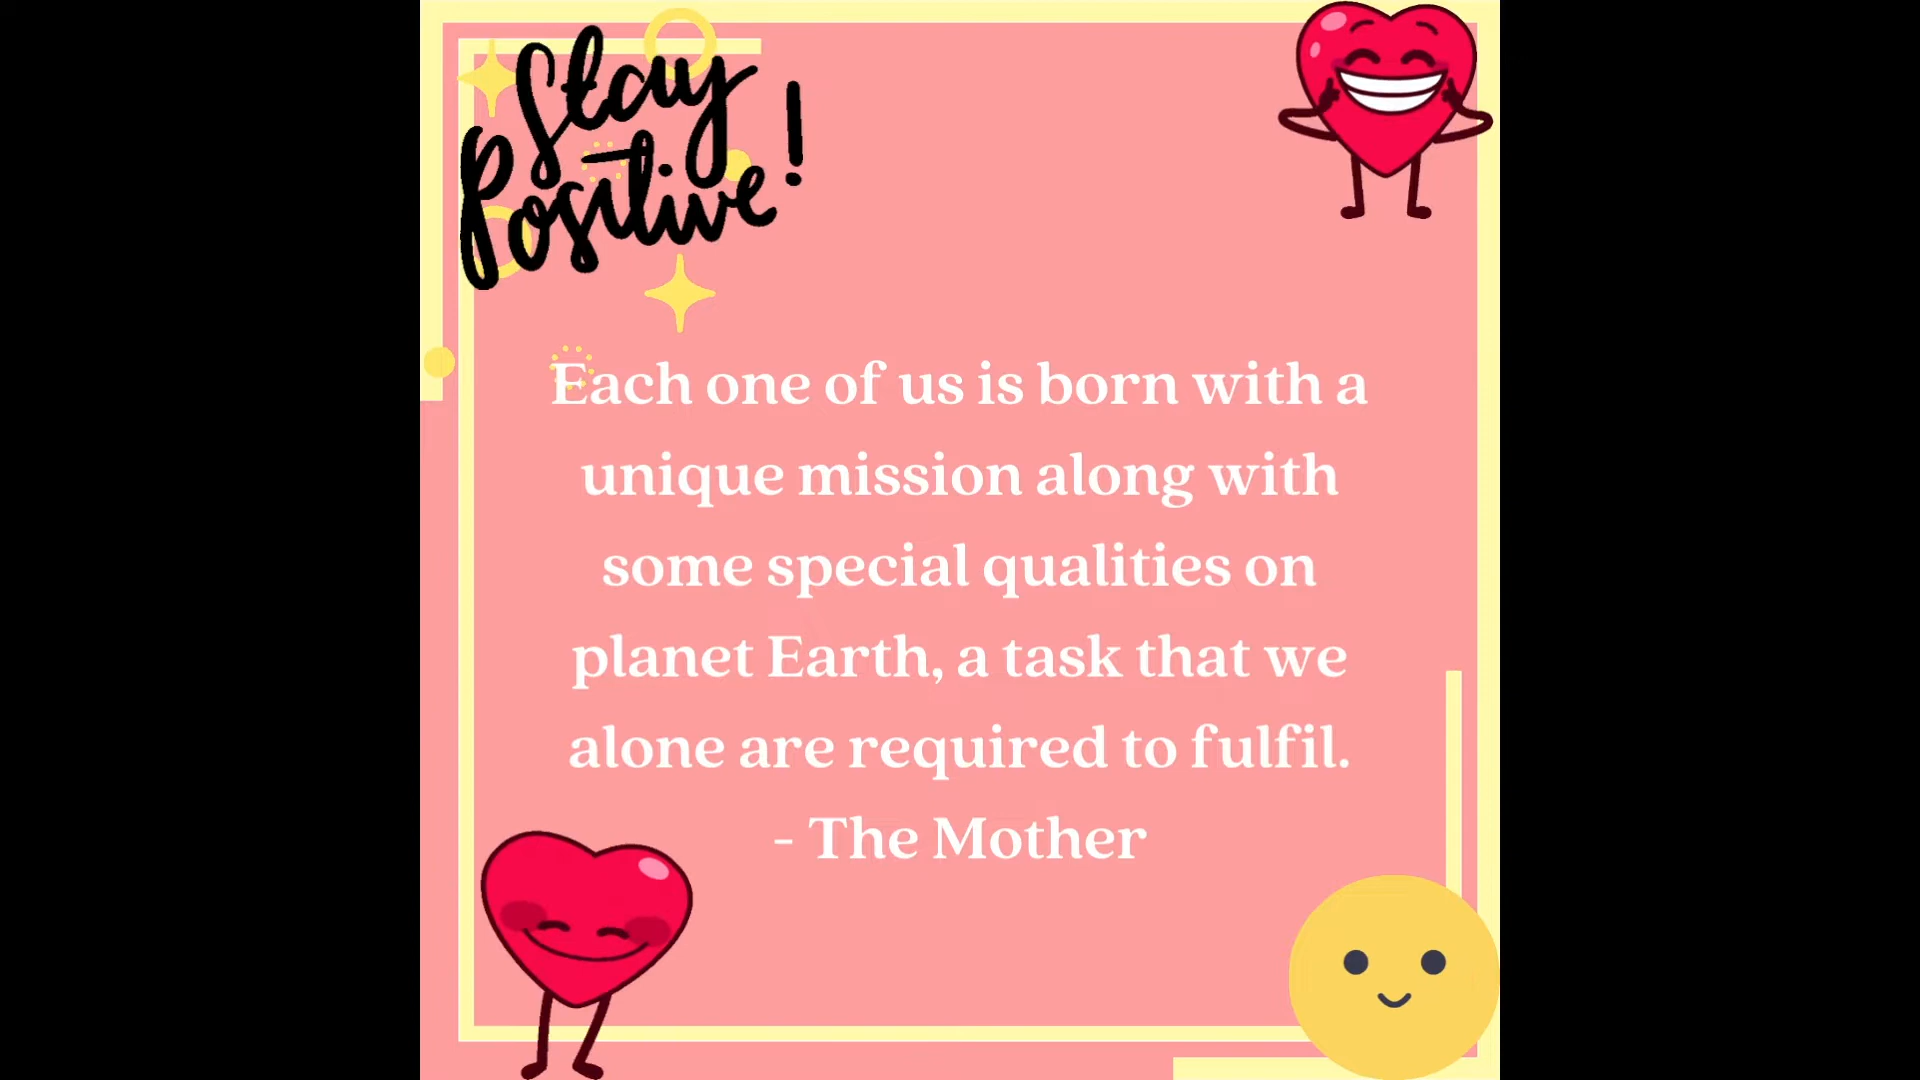 Stay
Positive!
Each one of us is born with a
unique mission along with
some special qualities on
planet Earth, a task that we
alone are required to fulfil.
- The Mother